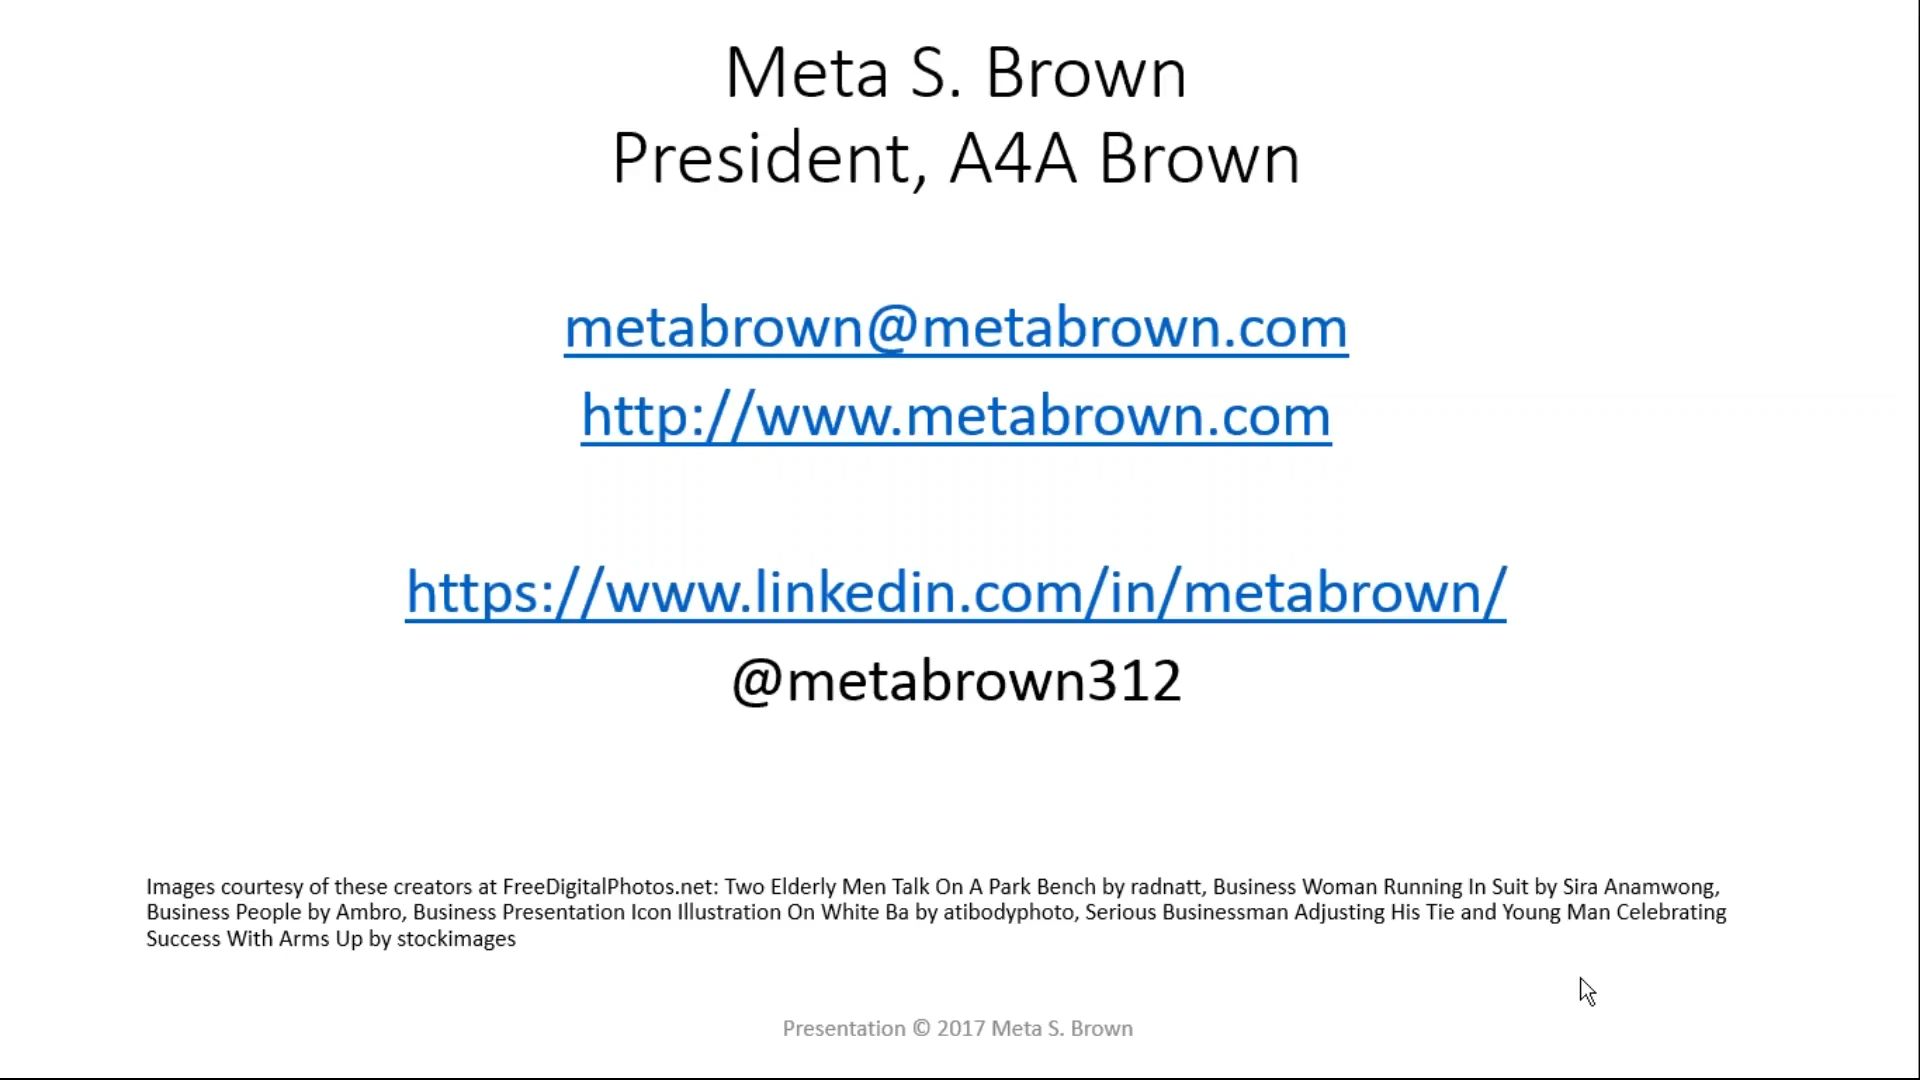 Meta S. Brown
President, A4A Brown
metabrown@metabrown.com
http://www.metabrown.com
https://www.linkedin.com/in/metabrown/
@metabrown312
Images courtesy of these creators at FreeDigitalPhotos.net: Two Elderly Men Talk On A Park Bench by radnatt, Business Woman Running In Suit by Sira Anamwong,
Business People by Ambro, Business Presentation Icon Illustration On White Ba by atibodyphoto, Serious Businessman Adjusting His Tie and Young Man Celebrating
Success With Arms Up by stockimages
Presentation © 2017 Meta S. Brown